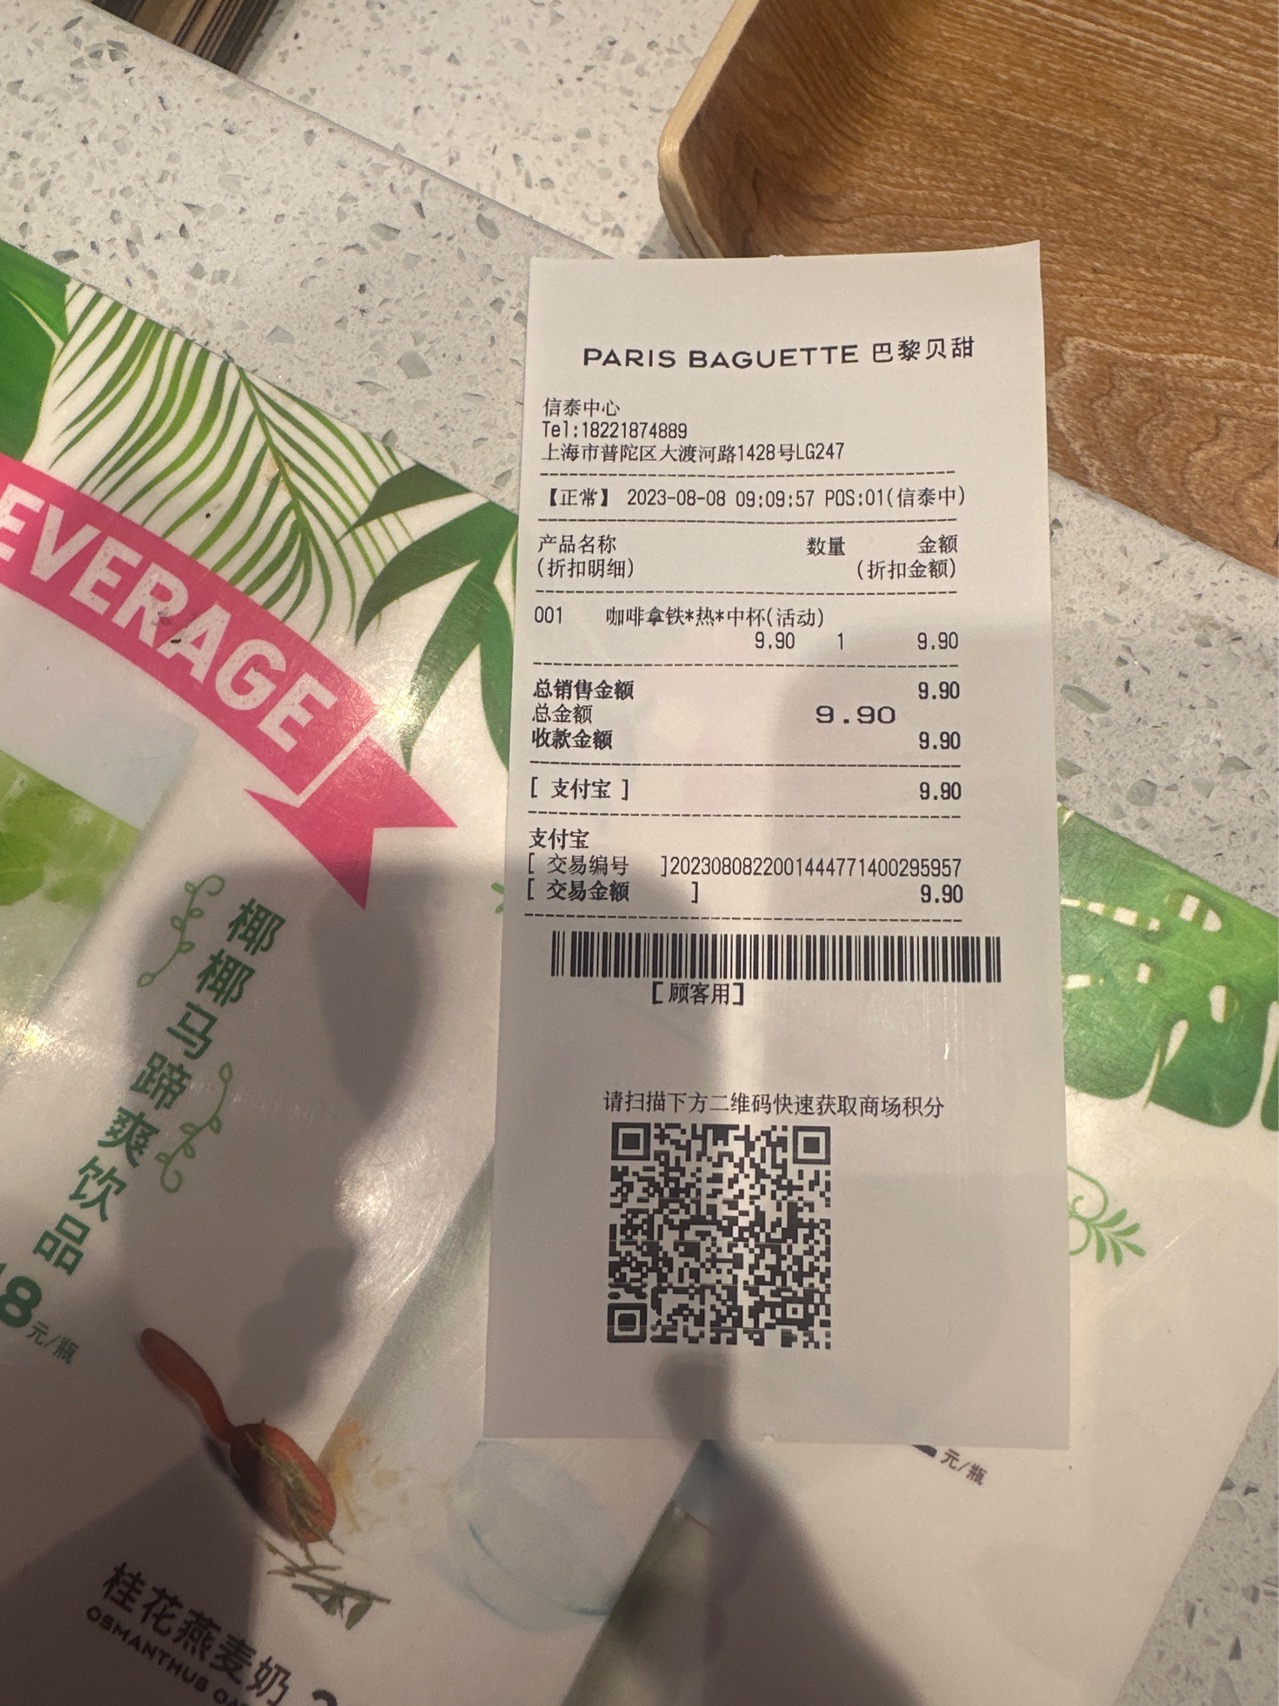 PARIS BAGUETTE 巴黎贝甜
信泰中心
Tel:18221874889
上海市普陀区大渡河路1428号LG247
【正常】 2023-08-08 09:09:57 POS:01(信泰中)
产品名称 数量 金额
(折扣明细) (折扣金额)
001 咖啡拿铁*热*中杯(活动)
9.90 1 9.90
总销售金额 9.90
总金额 9.90
收款金额 9.90
[ 支付宝 ] 9.90
支付宝
[ 交易编号 ]2023080822001444771400295957
[ 交易金额 ] 9.90
[顾客用]
请扫描下方二维码快速获取商场积分
EVERAGE
椰椰马蹄爽饮品
18元/瓶
元/瓶
桂花燕麦奶
OSMANTHUS